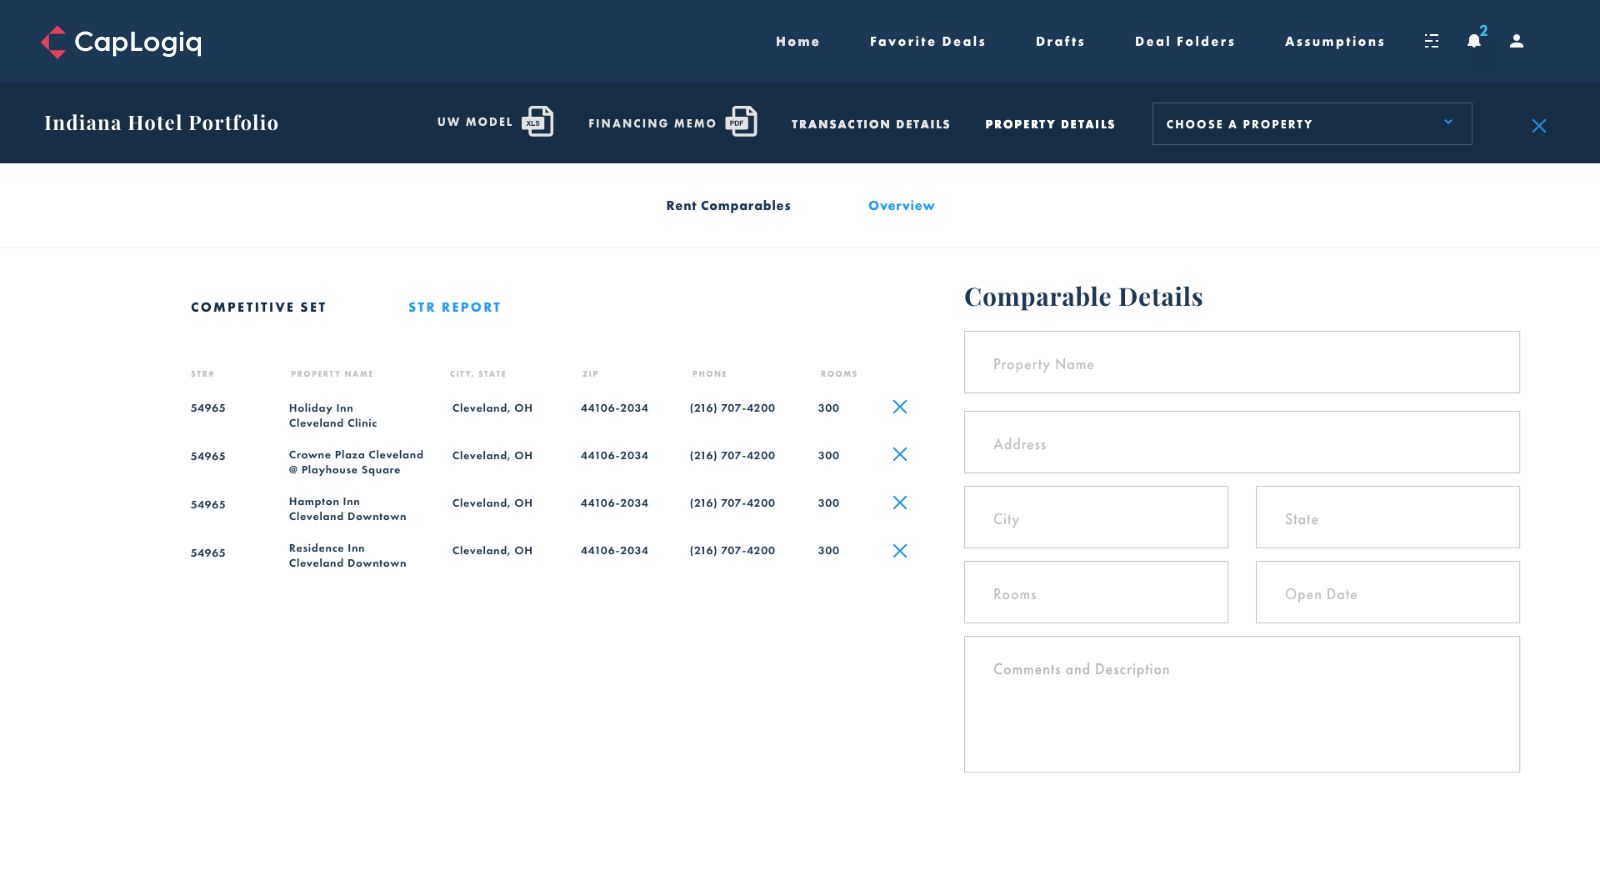 CapLogiq
Home Favorite Deals Drafts Deal Folders Assumptions 2
Indiana Hotel Portfolio
UW MODEL XLS FINANCING MEMO PDF TRANSACTION DETAILS PROPERTY DETAILS CHOOSE A PROPERTY
Rent Comparables Overview
COMPETITIVE SET STR REPORT
STR# PROPERTY NAME CITY, STATE ZIP PHONE ROOMS
54965 Holiday Inn Cleveland, OH 44106-2034 (216) 707-4200 300
Cleveland Clinic
54965 Crowne Plaza Cleveland Cleveland, OH 44106-2034 (216) 707-4200 300
@ Playhouse Square
54965 Hampton Inn Cleveland, OH 44106-2034 (216) 707-4200 300
Cleveland Downtown
54965 Residence Inn Cleveland, OH 44106-2034 (216) 707-4200 300
Cleveland Downtown
Comparable Details
Property Name
Address
City State
Rooms Open Date
Comments and Description